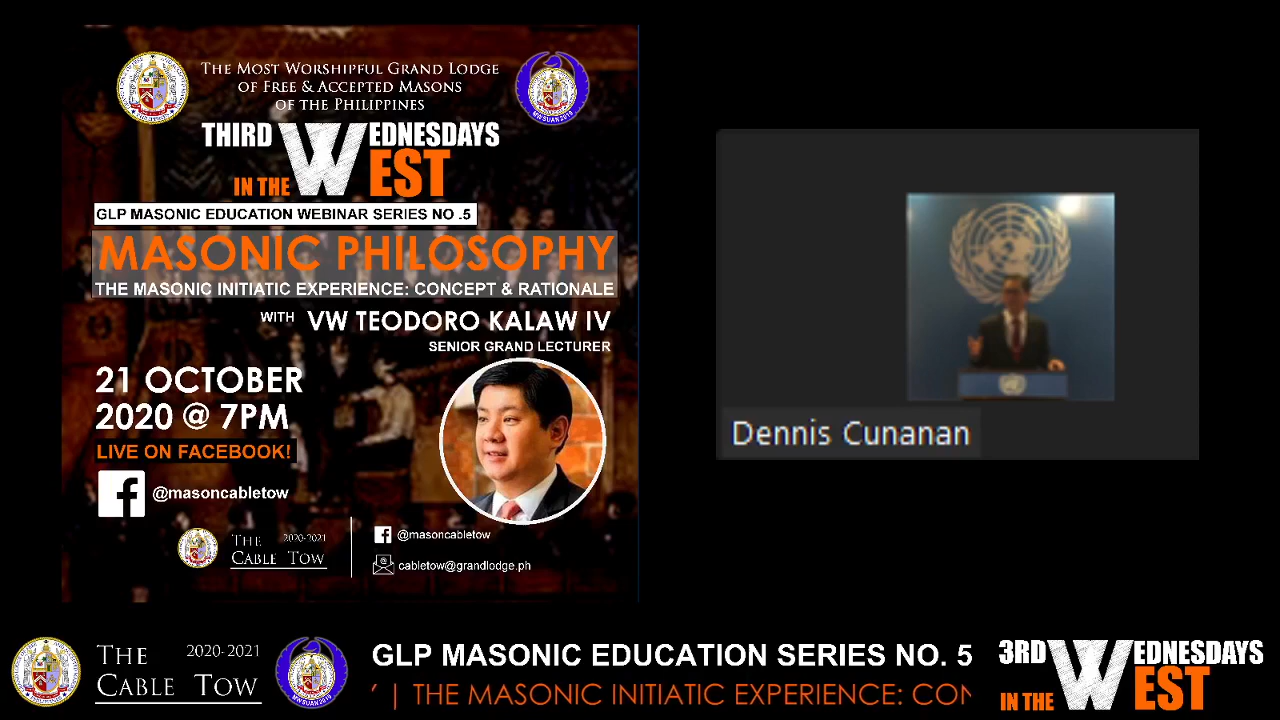 THE MOST WORSHIPFUL GRAND LODGE
OF FREE & ACCEPTED MASONS
OF THE PHILIPPINES
THIRD WEDNESDAYS
IN THE WEST
GLP MASONIC EDUCATION WEBINAR SERIES NO .5
MASONIC PHILOSOPHY
THE MASONIC INITIATIC EXPERIENCE: CONCEPT & RATIONALE
WITH VW TEODORO KALAW IV
SENIOR GRAND LECTURER
21 OCTOBER
2020 @ 7PM
LIVE ON FACEBOOK!
@masoncabletow
THE 2020-2021
CABLE TOW
@masoncabletow
cabletow@grandlodge.ph
Dennis Cunanan
THE 2020-2021
CABLE TOW
GLP MASONIC EDUCATION SERIES NO. 5
| THE MASONIC INITIATIC EXPERIENCE: CON
3RD WEDNESDAYS
IN THE WEST